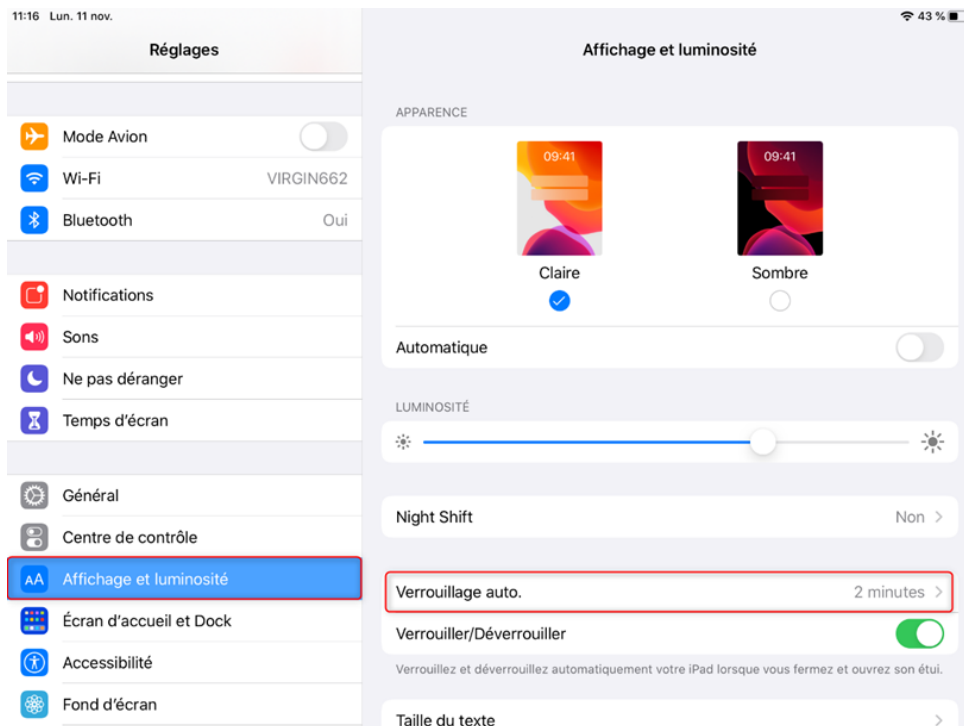 11:16 Lun. 11 nov.
43 %
Réglages
Mode Avion
Wi-Fi
VIRGIN662
Bluetooth
Oui
Notifications
Sons
Ne pas déranger
Temps d'écran
Général
Centre de contrôle
AA Affichage et luminosité
Écran d'accueil et Dock
Accessibilité
Fond d'écran
Affichage et luminosité
APPARENCE
09:41
09:41
Claire
Sombre
Automatique
LUMINOSITÉ
Night Shift
Non
Verrouillage auto.
2 minutes
Verrouiller/Déverrouiller
Verrouillez et déverrouillez automatiquement votre iPad lorsque vous fermez et ouvrez son étui.
Taille du texte